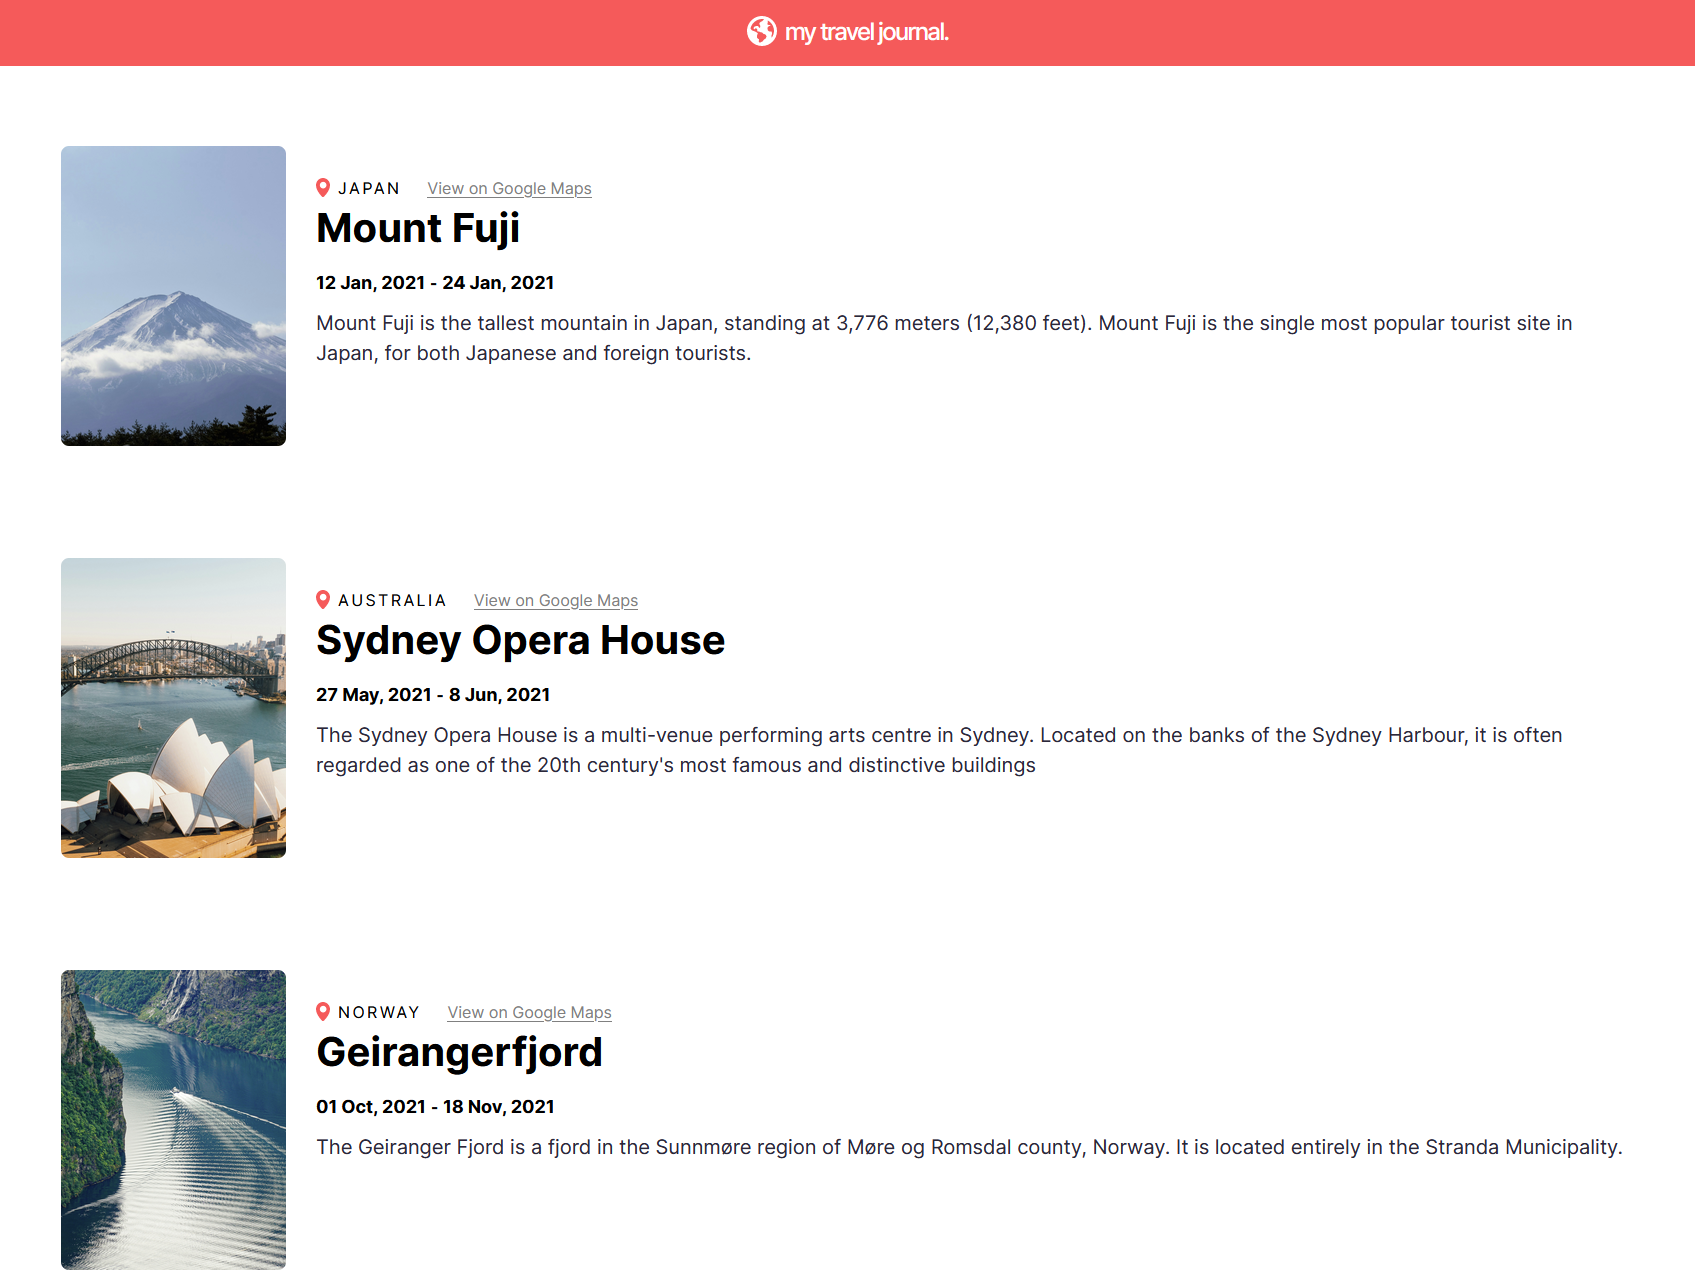 my travel journal.
JAPAN View on Google Maps
Mount Fuji
12 Jan, 2021 - 24 Jan, 2021
Mount Fuji is the tallest mountain in Japan, standing at 3,776 meters (12,380 feet). Mount Fuji is the single most popular tourist site in
Japan, for both Japanese and foreign tourists.
AUSTRALIA View on Google Maps
Sydney Opera House
27 May, 2021 - 8 Jun, 2021
The Sydney Opera House is a multi-venue performing arts centre in Sydney. Located on the banks of the Sydney Harbour, it is often
regarded as one of the 20th century's most famous and distinctive buildings
NORWAY View on Google Maps
Geirangerfjord
01 Oct, 2021 - 18 Nov, 2021
The Geiranger Fjord is a fjord in the Sunnmøre region of Møre og Romsdal county, Norway. It is located entirely in the Stranda Municipality.